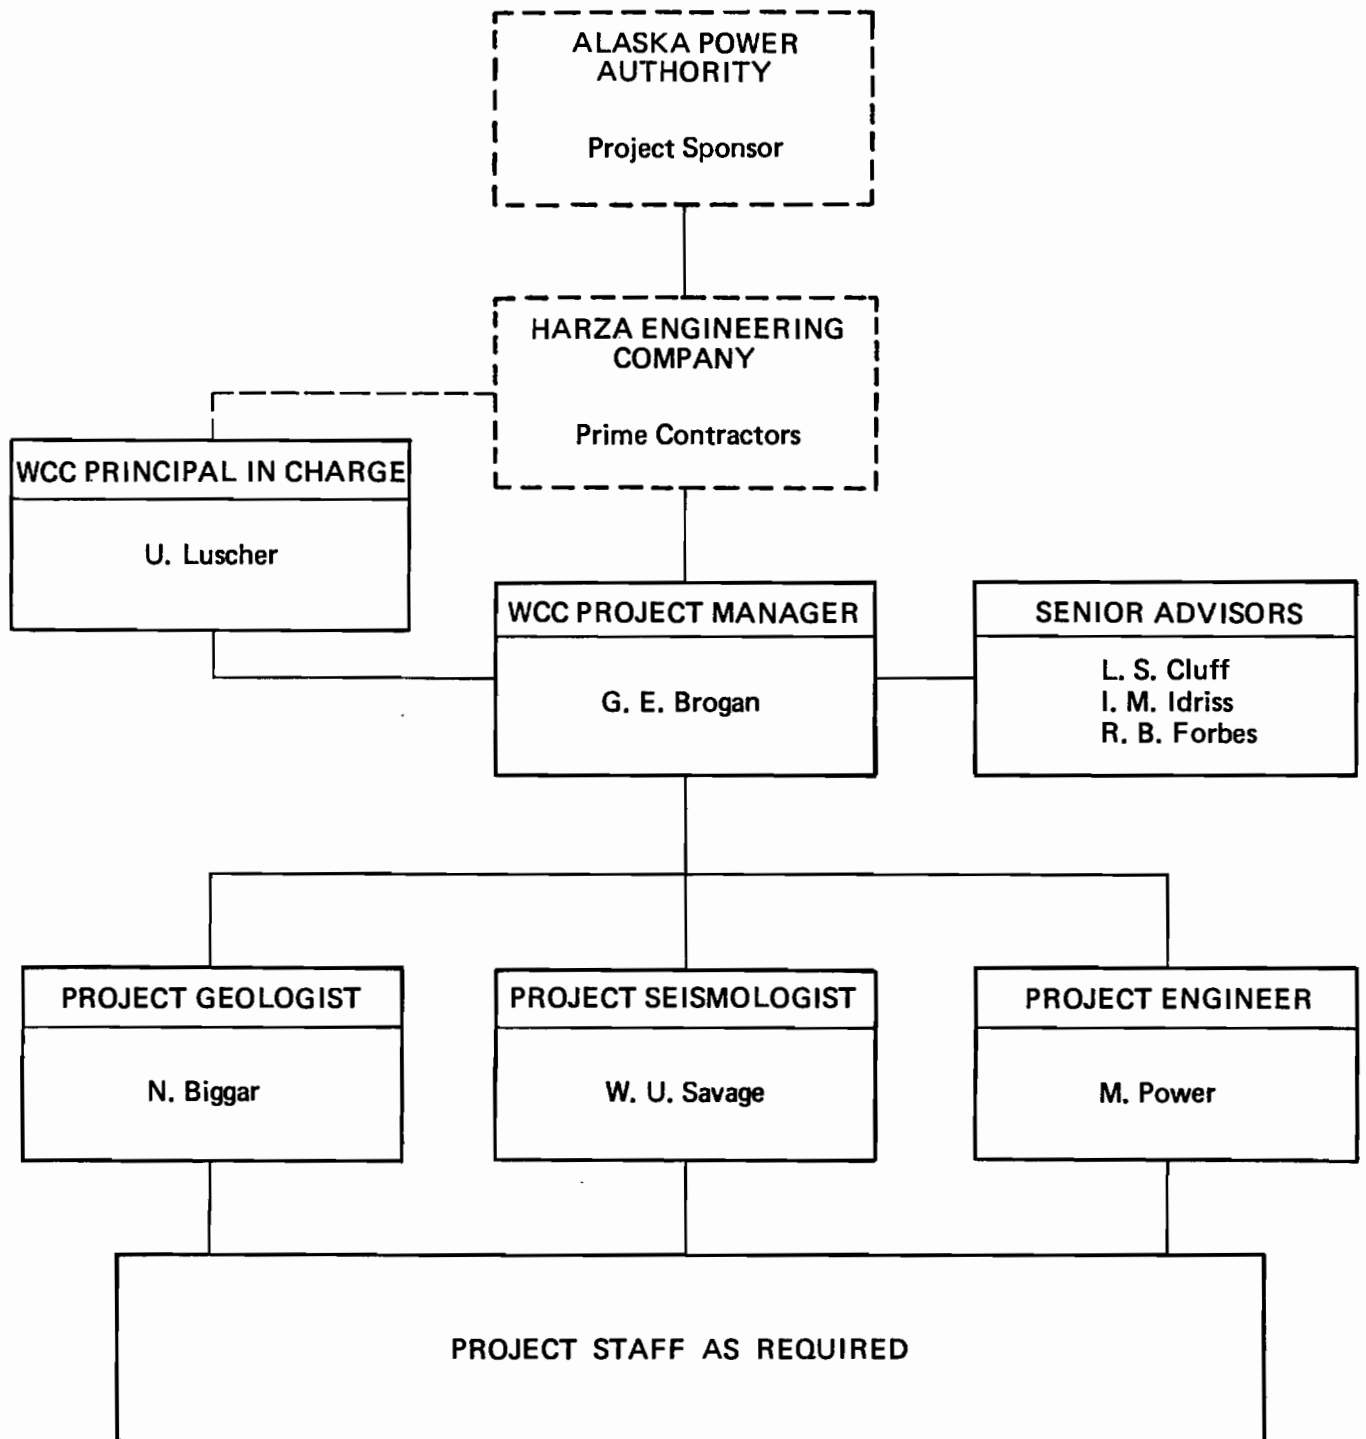 ALASKA POWER
AUTHORITY
Project Sponsor
HARZA ENGINEERING
COMPANY
Prime Contractors
WCC PRINCIPAL IN CHARGE
U. Luscher
WCC PROJECT MANAGER
G. E. Brogan
SENIOR ADVISORS
L. S. Cluff
I. M. Idriss
R. B. Forbes
PROJECT GEOLOGIST
N. Biggar
PROJECT SEISMOLOGIST
W. U. Savage
PROJECT ENGINEER
M. Power
PROJECT STAFF AS REQUIRED